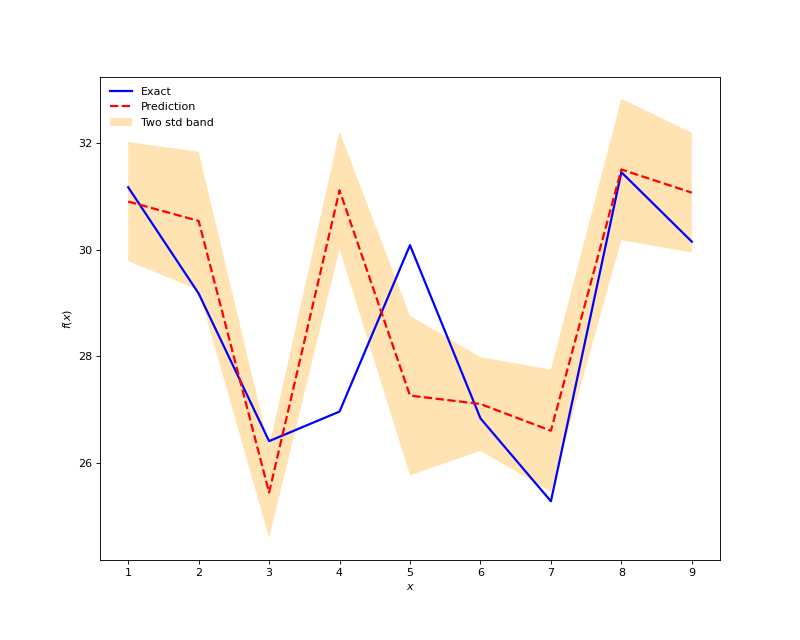 Exact
Prediction
Two std band
32
30
28
26
f(x)
1 2 3 4 5 6 7 8 9
x